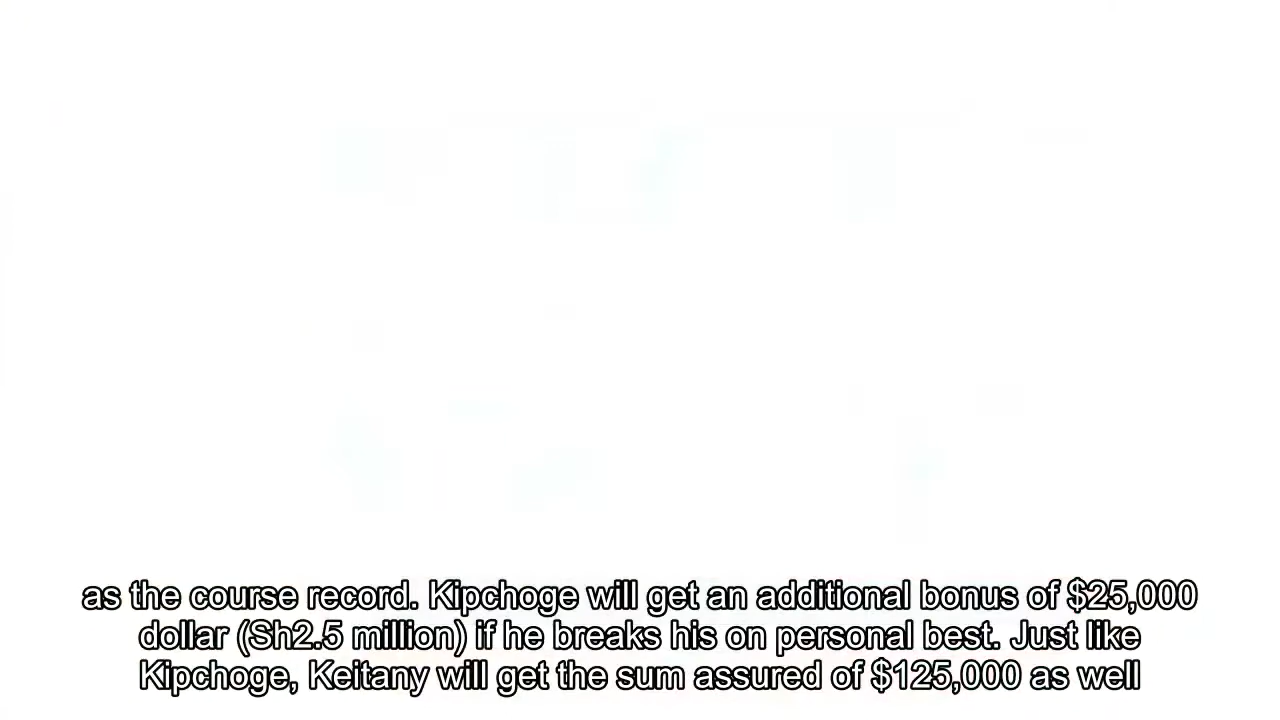 as the course record. Kipchoge will get an additional bonus of $25,000
dollar (Sh2.5 million) if he breaks his on personal best. Just like
Kipchoge, Keitany will get the sum assured of $125,000 as well